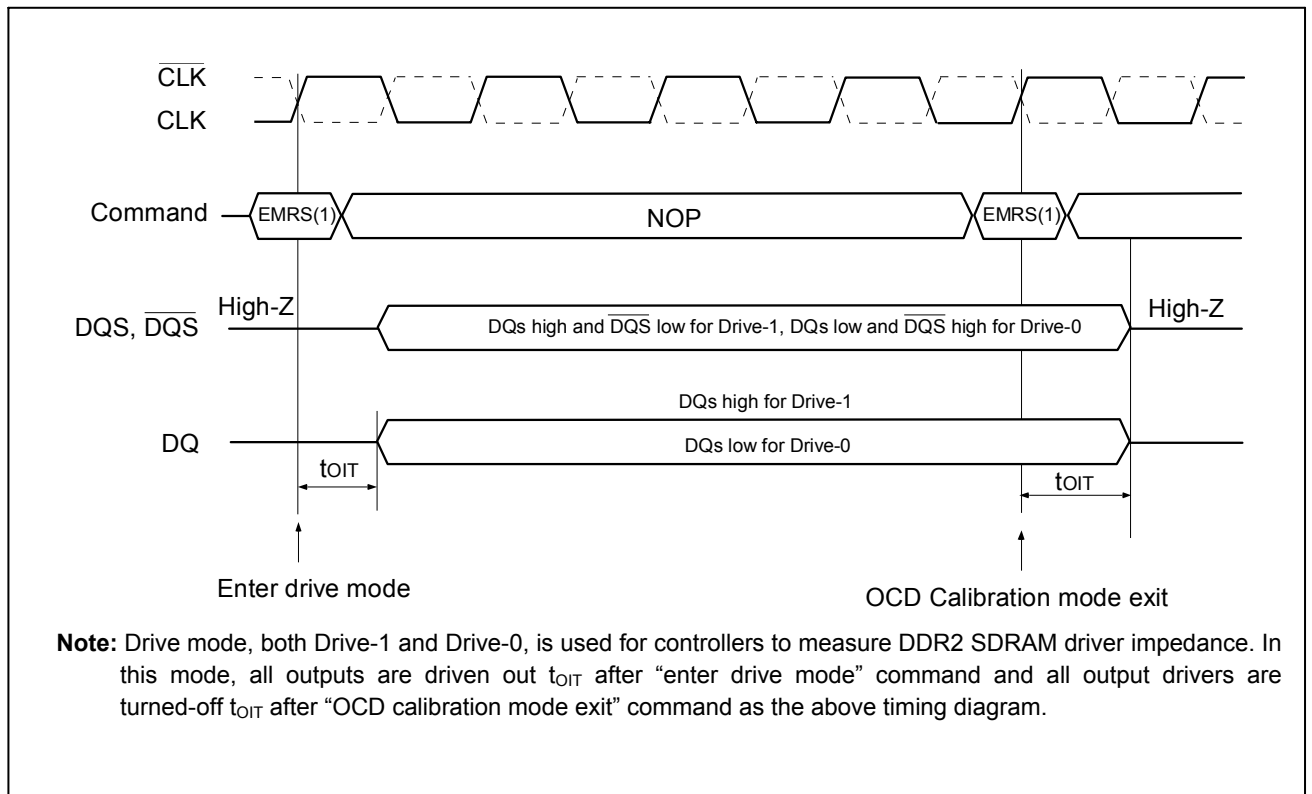 C̅L̅K̅
CLK
Command
EMRS(1)
NOP
EMRS(1)
High-Z
High-Z
DQS, D̅Q̅S̅
DQs high and D̅Q̅S̅ low for Drive-1, DQs low and D̅Q̅S̅ high for Drive-0
DQs high for Drive-1
DQ
DQs low for Drive-0
tOIT
tOIT
Enter drive mode
OCD Calibration mode exit
Note: Drive mode, both Drive-1 and Drive-0, is used for controllers to measure DDR2 SDRAM driver impedance. In
this mode, all outputs are driven out tOIT after “enter drive mode” command and all output drivers are
turned-off tOIT after “OCD calibration mode exit” command as the above timing diagram.